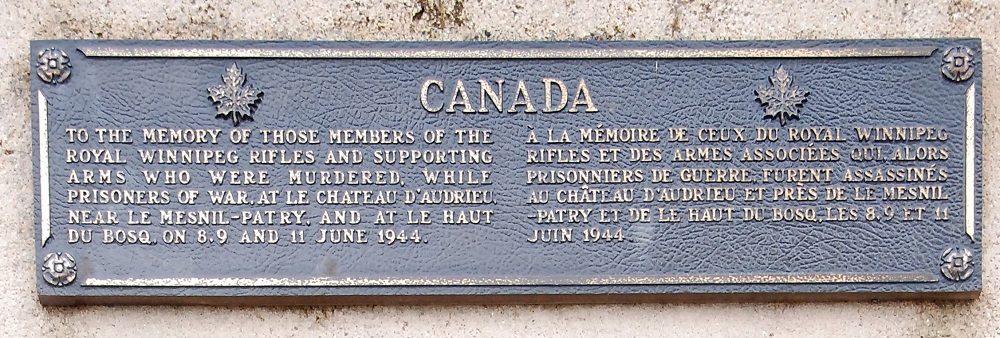 CANADA
TO THE MEMORY OF THOSE MEMBERS OF THE
ROYAL WINNIPEG RIFLES AND SUPPORTING
ARMS WHO WERE MURDERED, WHILE
PRISONERS OF WAR, AT LE CHATEAU D'AUDRIEU.
NEAR LE MESNIL-PATRY, AND AT LE HAUT
DU BOSQ, ON 8.9 AND 11 JUNE 1944.
À LA MÉMOIRE DE CEUX DU ROYAL WINNIPEG
RIFLES ET DES ARMES ASSOCIÉES QUI, ALORS
PRISONNIERS DE GUERRE, FURENT ASSASSINÉS
AU CHÂTEAU D'AUDRIEU ET PRÈS DE LE MESNIL
-PATRY ET DE LE HAUT DU BOSQ, LES 8.9 ET 11
JUIN 1944